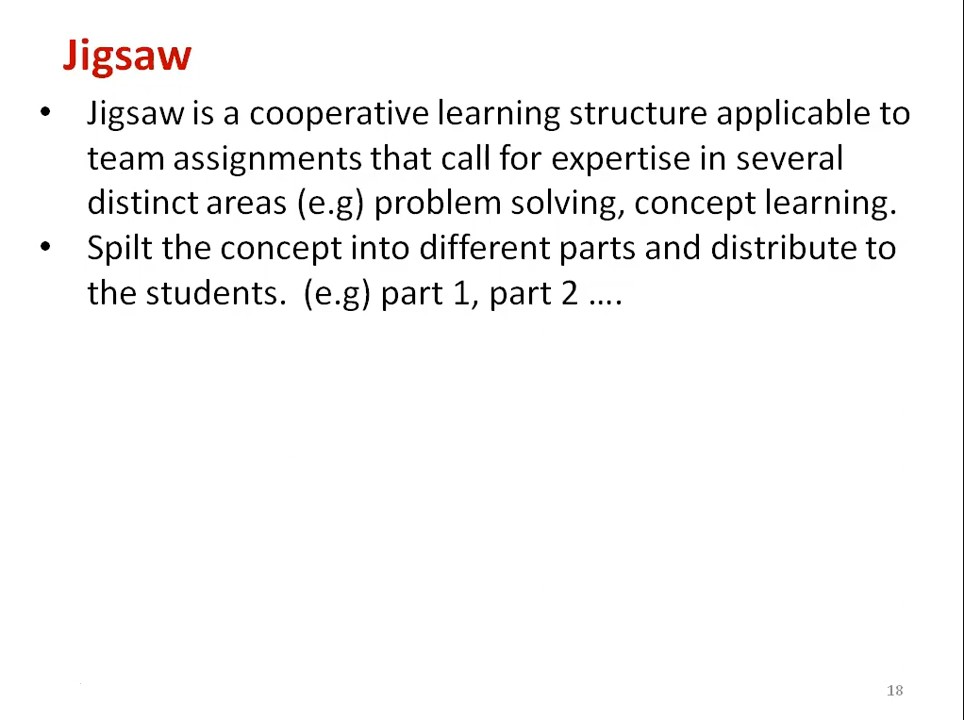 Jigsaw
• Jigsaw is a cooperative learning structure applicable to
team assignments that call for expertise in several
distinct areas (e.g) problem solving, concept learning.
• Spilt the concept into different parts and distribute to
the students.  (e.g) part 1, part 2 ....
18